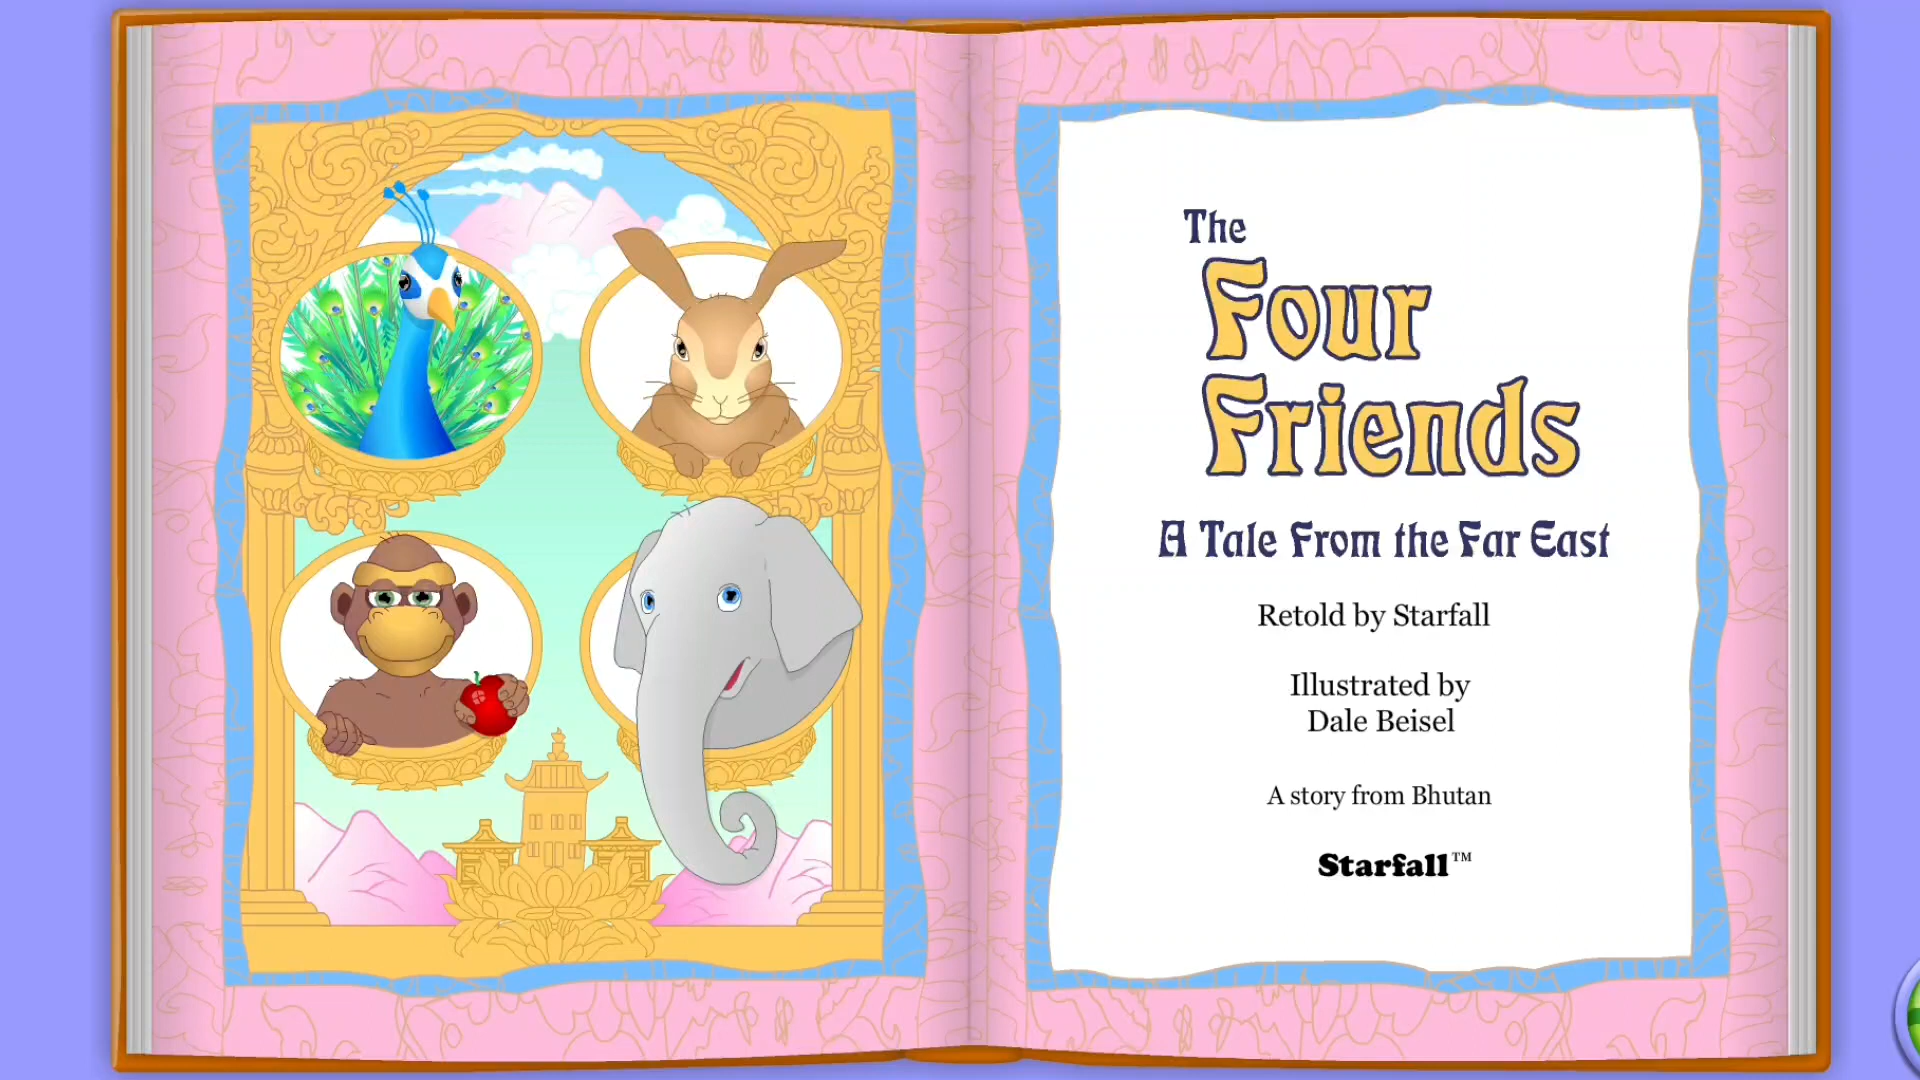 The
Four
Friends
A Tale From the Far East
Retold by Starfall
Illustrated by
Dale Beisel
A story from Bhutan
Starfall™